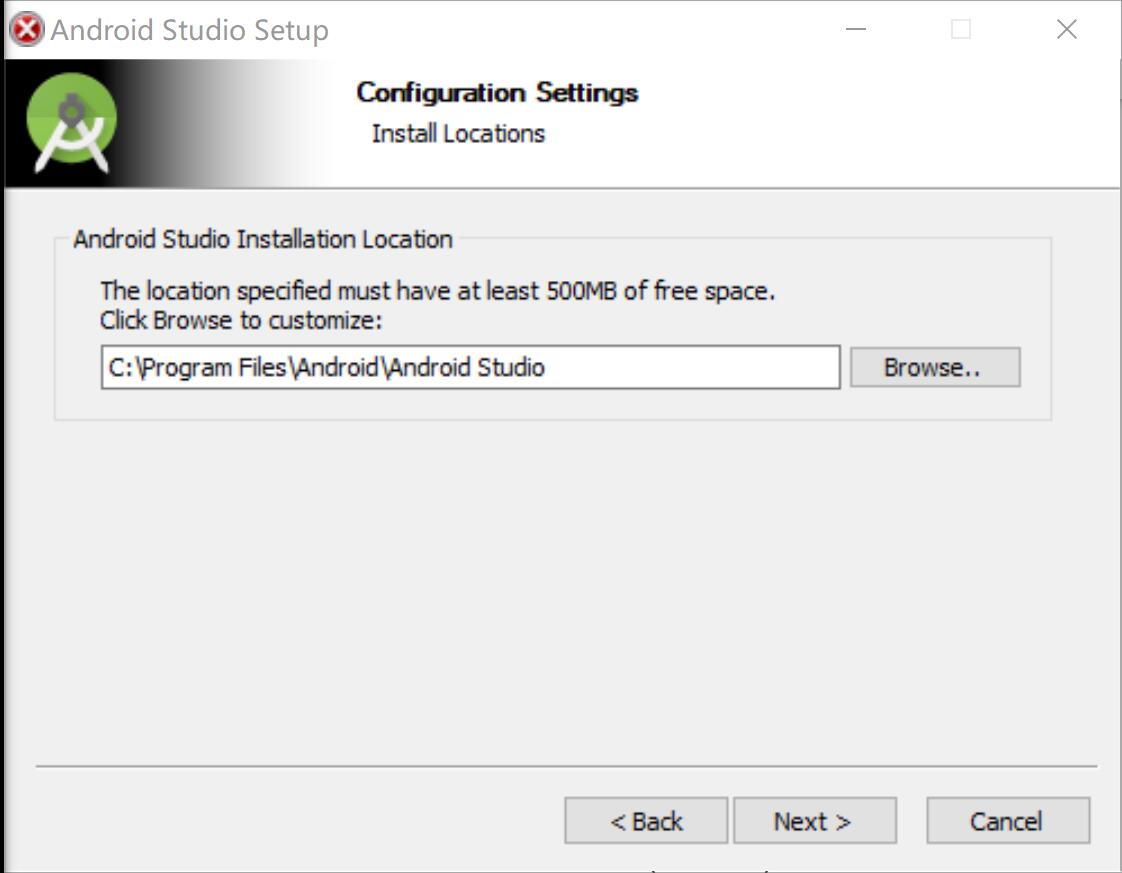 Android Studio Setup
Configuration Settings
Install Locations
Android Studio Installation Location
The location specified must have at least 500MB of free space.
Click Browse to customize:
C:\Program Files\Android\Android Studio
Browse..
< Back
Next >
Cancel